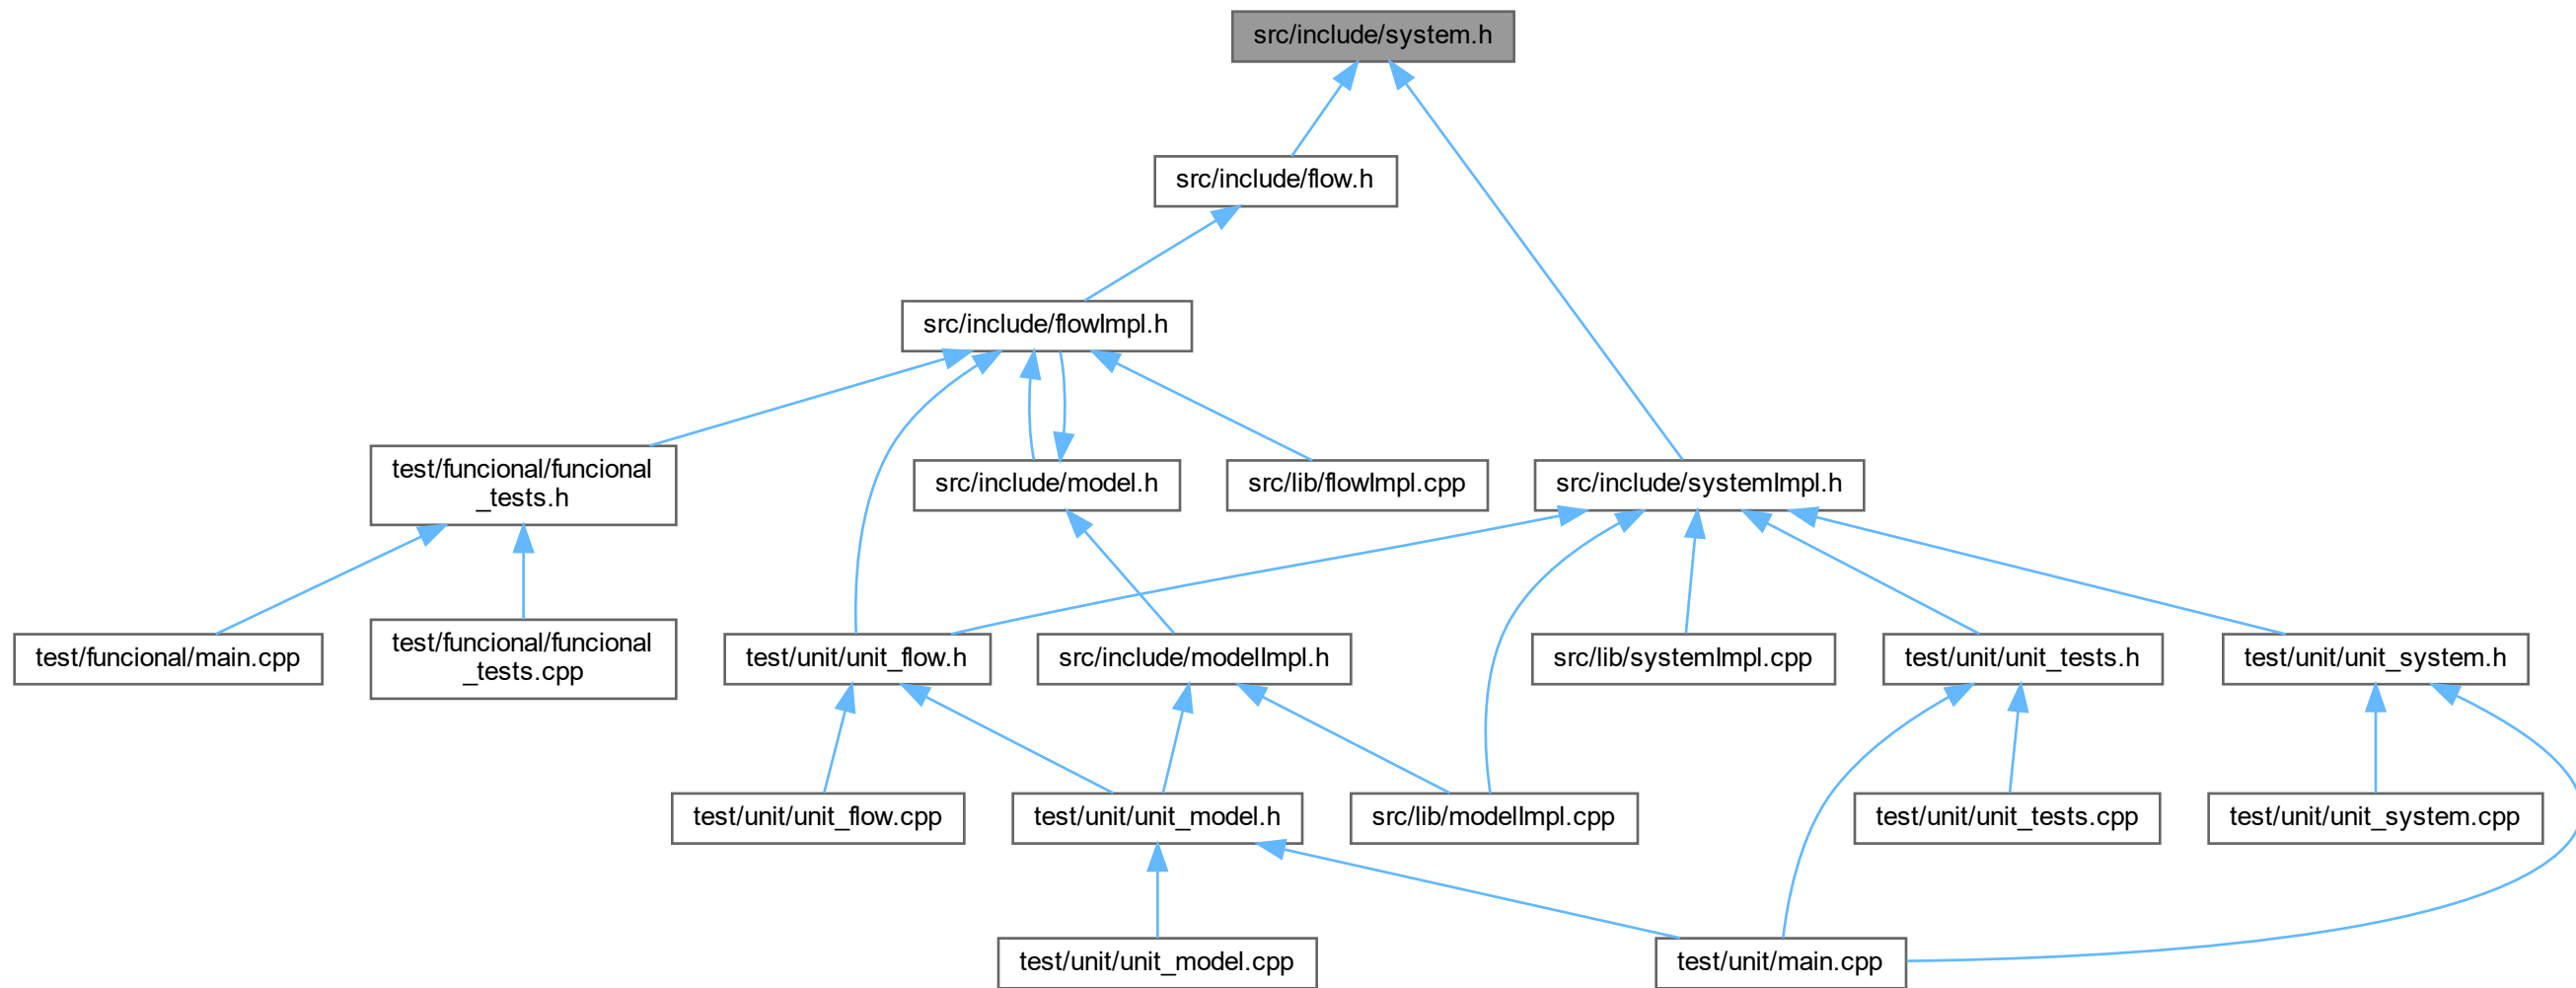 src/include/system.h
src/include/flow.h
src/include/flowImpl.h
test/funcional/funcional
_tests.h
src/include/model.h
src/lib/flowImpl.cpp
src/include/systemImpl.h
test/funcional/main.cpp
test/funcional/funcional
_tests.cpp
test/unit/unit_flow.h
src/include/modelImpl.h
src/lib/systemImpl.cpp
test/unit/unit_tests.h
test/unit/unit_system.h
test/unit/unit_flow.cpp
test/unit/unit_model.h
src/lib/modelImpl.cpp
test/unit/unit_tests.cpp
test/unit/unit_system.cpp
test/unit/unit_model.cpp
test/unit/main.cpp